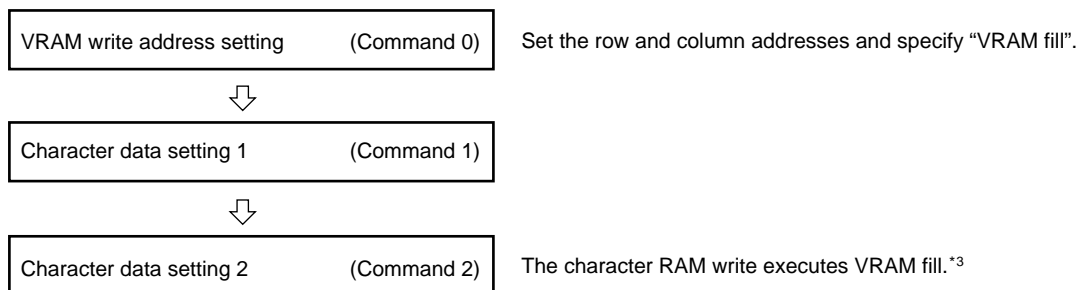 VRAM write address setting (Command 0) Set the row and column addresses and specify “VRAM fill”.
Character data setting 1 (Command 1)
Character data setting 2 (Command 2) The character RAM write executes VRAM fill.*3